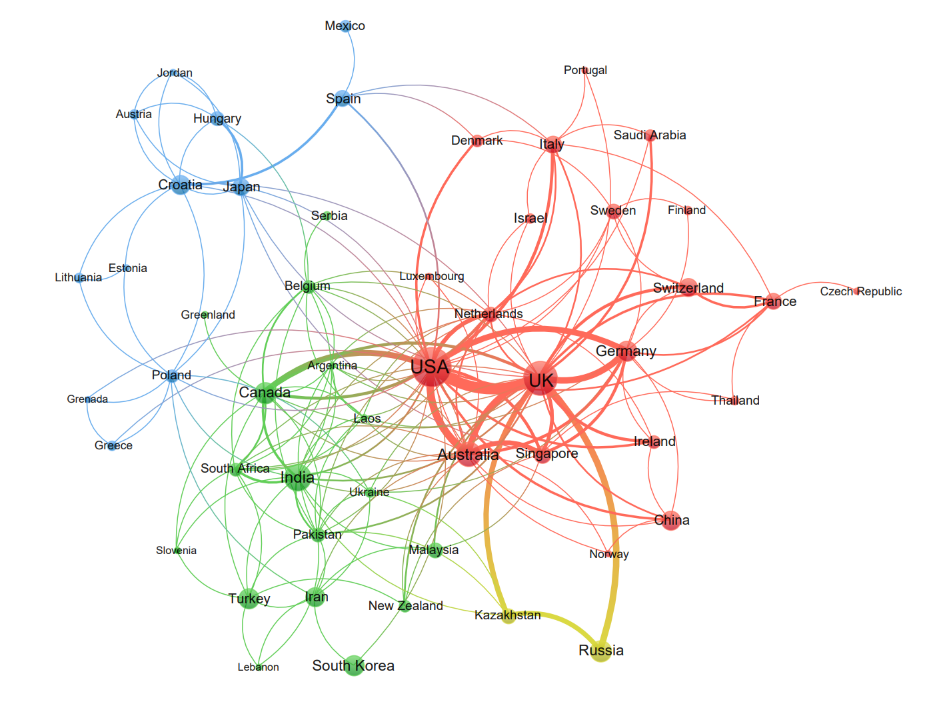 Mexico
Jordan
Portugal
Spain
Austria
Hungary
Denmark
Italy
Saudi Arabia
Croatia
Japan
Serbia
Israel
Sweden
Finland
Lithuania
Estonia
Belgium
Luxembourg
Switzerland
Czech Republic
Greenland
Netherlands
France
Argentina
USA
Germany
Poland
UK
Canada
Grenada
Laos
Thailand
Greece
Australia
Singapore
Ireland
South Africa
India
Ukraine
China
Slovenia
Pakistan
Malaysia
Norway
Turkey
Iran
New Zealand
Kazakhstan
Lebanon
South Korea
Russia